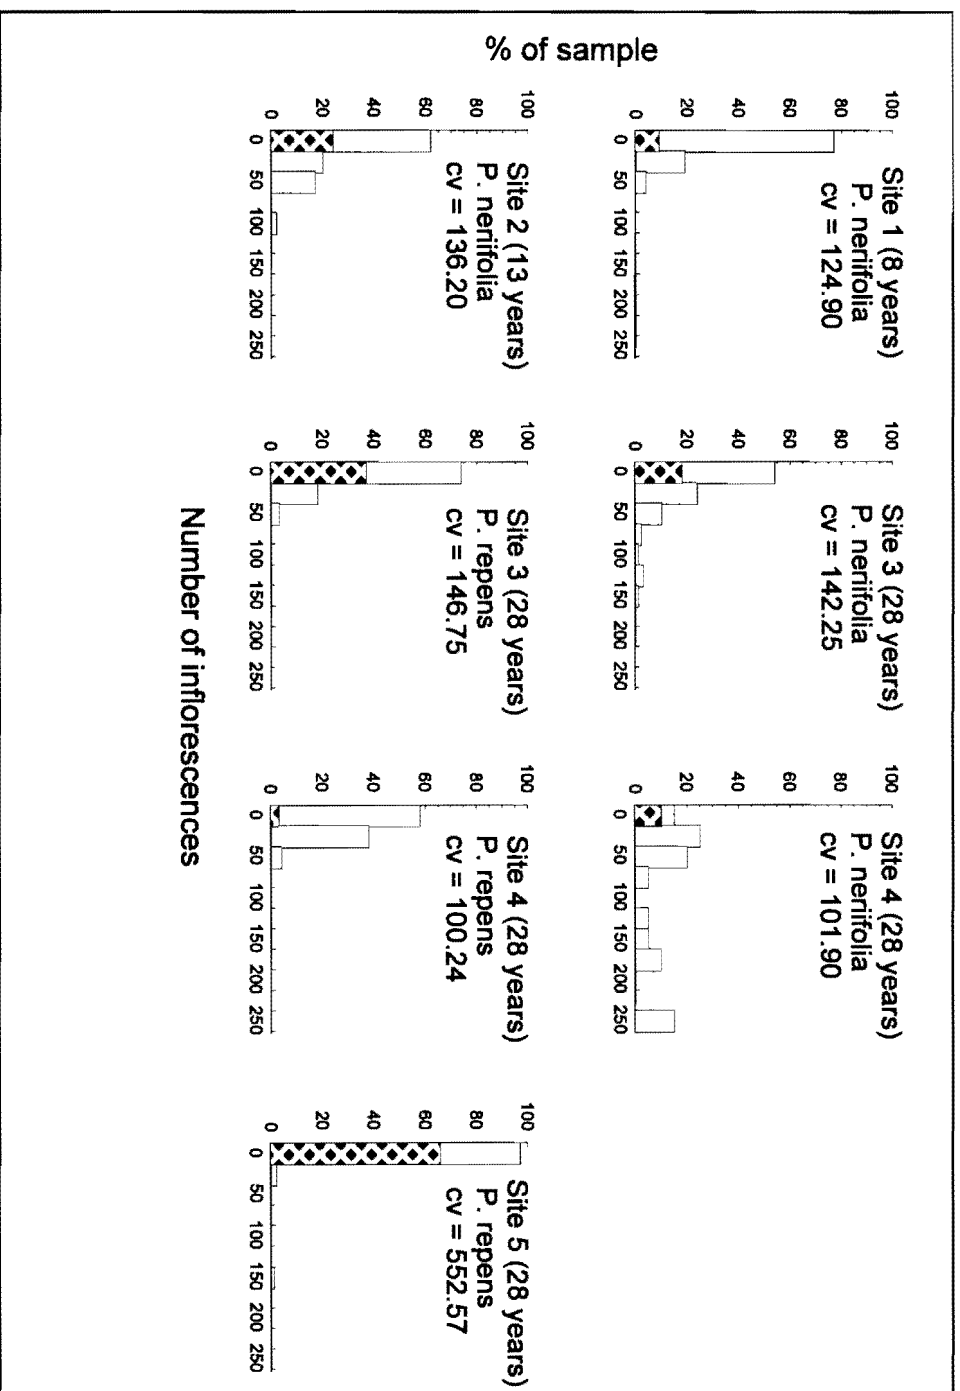 % of sample
Site 1 (8 years)
P. neriifolia
cv = 124.90
100
80
60
40
20
0
0 50 100 150 200 250
Site 3 (28 years)
P. neriifolia
cv = 142.25
100
80
60
40
20
0
0 50 100 150 200 250
Site 4 (28 years)
P. neriifolia
cv = 101.90
100
80
60
40
20
0
0 50 100 150 200 250
Site 2 (13 years)
P. neriifolia
cv = 136.20
100
80
60
40
20
0
0 50 100 150 200 250
Site 3 (28 years)
P. repens
cv = 146.75
100
80
60
40
20
0
0 50 100 150 200 250
Site 4 (28 years)
P. repens
cv = 100.24
100
80
60
40
20
0
0 50 100 150 200 250
Site 5 (28 years)
P. repens
cv = 552.57
100
80
60
40
20
0
0 50 100 150 200 250
Number of inflorescences